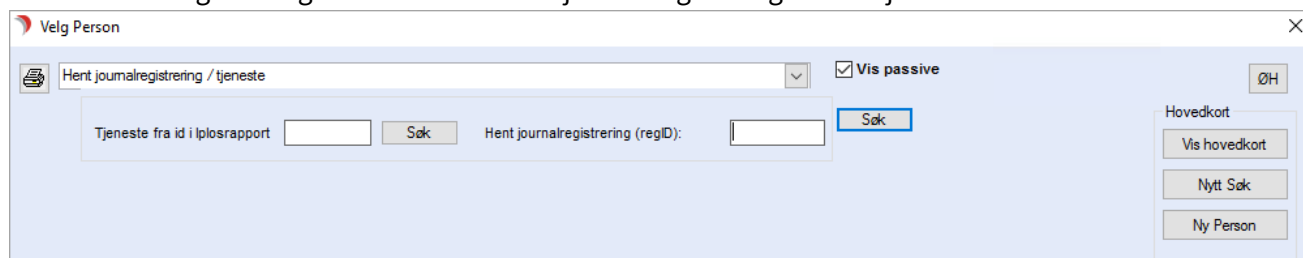 Velg Person
Hent journalregistrering / tjeneste
Vis passive
ØH
Tjeneste fra id i Iplosrapport
Søk
Hent journalregistrering (regID):
Søk
Hovedkort
Vis hovedkort
Nytt Søk
Ny Person